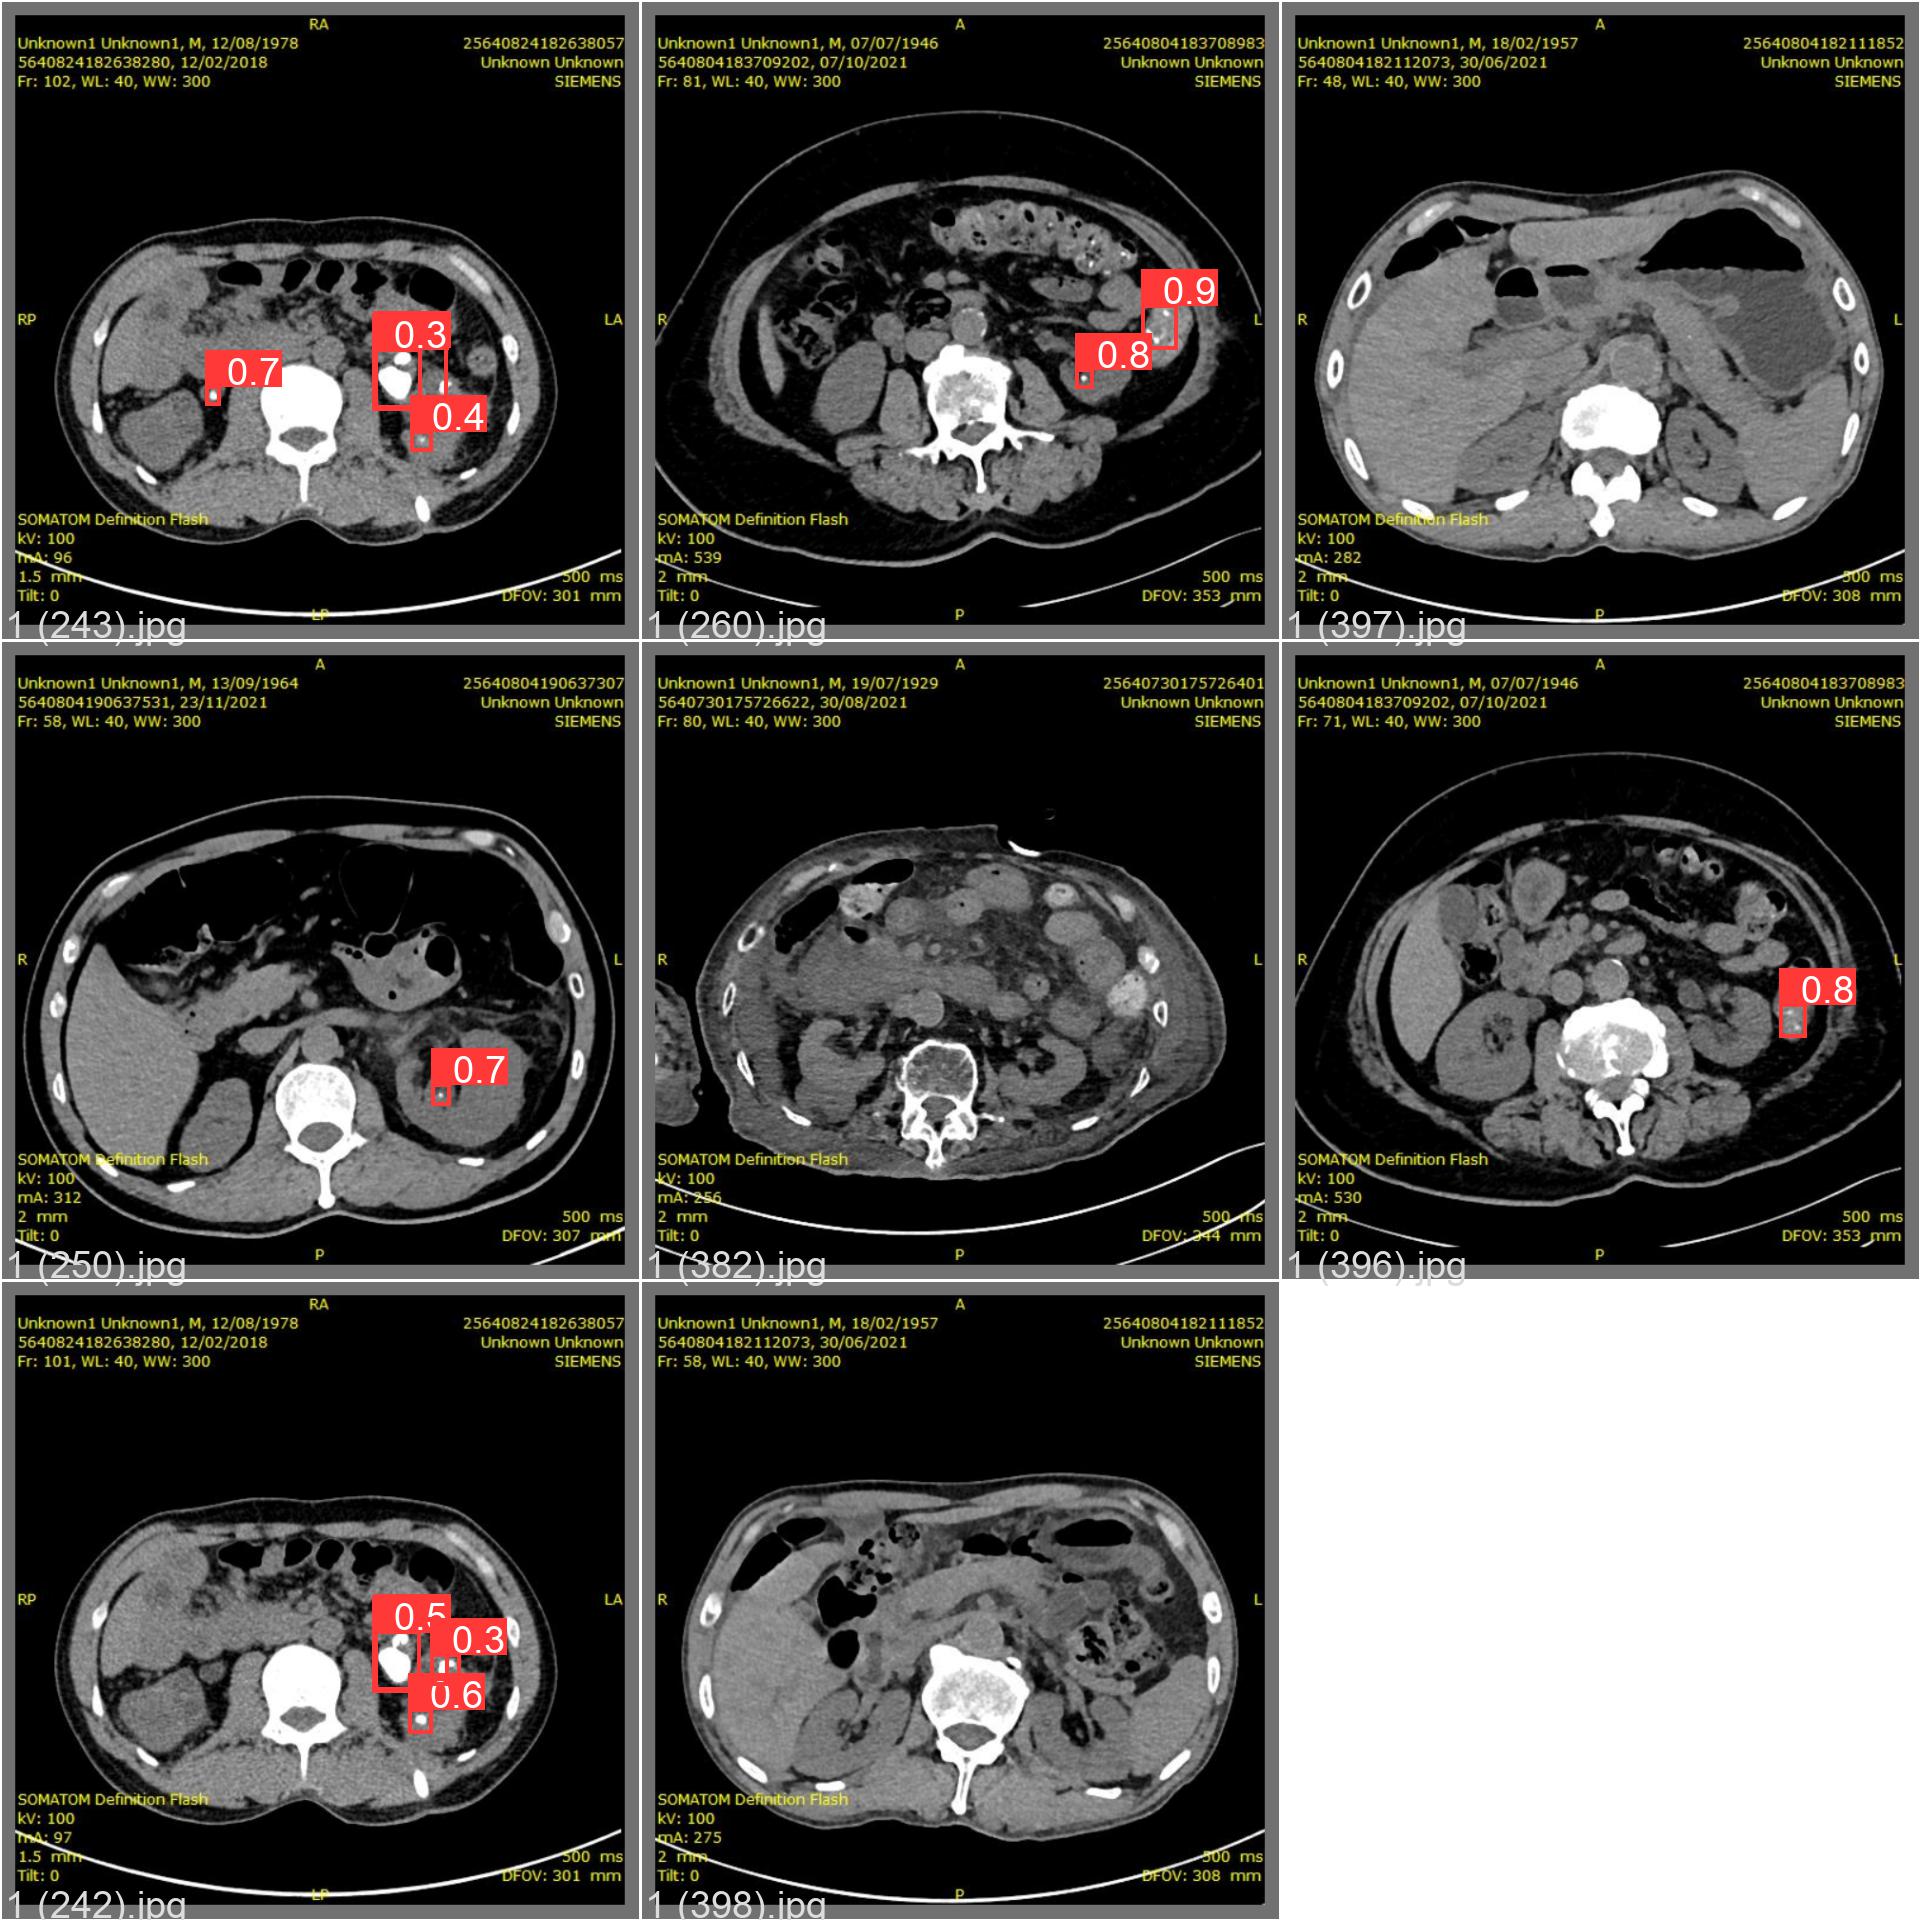 RA
Unknown1 Unknown1, M, 12/08/1978
25640824182638057
5640824182638280, 12/02/2018
Unknown Unknown
Fr: 102, WL: 40, WW: 300
SIEMENS
RP
LA
0.3
0.7
0.4
SOMATOM Definition Flash
kV: 100
mA: 96
1.5 mm
500 ms
Tilt: 0
DFOV: 301 mm
LP
1 (243).jpg
A
Unknown1 Unknown1, M, 07/07/1946
25640804183708983
5640804183709202, 07/10/2021
Unknown Unknown
Fr: 81, WL: 40, WW: 300
SIEMENS
R
L
0.9
0.8
SOMATOM Definition Flash
kV: 100
mA: 539
2 mm
500 ms
Tilt: 0
DFOV: 353 mm
P
1 (260).jpg
A
Unknown1 Unknown1, M, 18/02/1957
25640804182111852
5640804182112073, 30/06/2021
Unknown Unknown
Fr: 48, WL: 40, WW: 300
SIEMENS
R
L
SOMATOM Definition Flash
kV: 100
mA: 282
2 mm
500 ms
Tilt: 0
DFOV: 308 mm
P
1 (397).jpg
A
Unknown1 Unknown1, M, 13/09/1964
25640804190637307
5640804190637531, 23/11/2021
Unknown Unknown
Fr: 58, WL: 40, WW: 300
SIEMENS
R
L
0.7
SOMATOM Definition Flash
kV: 100
mA: 312
2 mm
500 ms
Tilt: 0
DFOV: 307 mm
P
1 (250).jpg
A
Unknown1 Unknown1, M, 19/07/1929
25640730175726401
5640730175726622, 30/08/2021
Unknown Unknown
Fr: 80, WL: 40, WW: 300
SIEMENS
R
L
SOMATOM Definition Flash
kV: 100
mA: 256
2 mm
500 ms
Tilt: 0
DFOV: 344 mm
P
1 (382).jpg
A
Unknown1 Unknown1, M, 07/07/1946
25640804183708983
5640804183709202, 07/10/2021
Unknown Unknown
Fr: 71, WL: 40, WW: 300
SIEMENS
R
L
0.8
SOMATOM Definition Flash
kV: 100
mA: 530
2 mm
500 ms
Tilt: 0
DFOV: 353 mm
P
1 (396).jpg
RA
Unknown1 Unknown1, M, 12/08/1978
25640824182638057
5640824182638280, 12/02/2018
Unknown Unknown
Fr: 101, WL: 40, WW: 300
SIEMENS
RP
LA
0.5
0.3
0.6
SOMATOM Definition Flash
kV: 100
mA: 97
1.5 mm
500 ms
Tilt: 0
DFOV: 301 mm
LP
1 (242).jpg
A
Unknown1 Unknown1, M, 18/02/1957
25640804182111852
5640804182112073, 30/06/2021
Unknown Unknown
Fr: 58, WL: 40, WW: 300
SIEMENS
R
L
SOMATOM Definition Flash
kV: 100
mA: 275
2 mm
500 ms
Tilt: 0
DFOV: 308 mm
P
1 (398).jpg